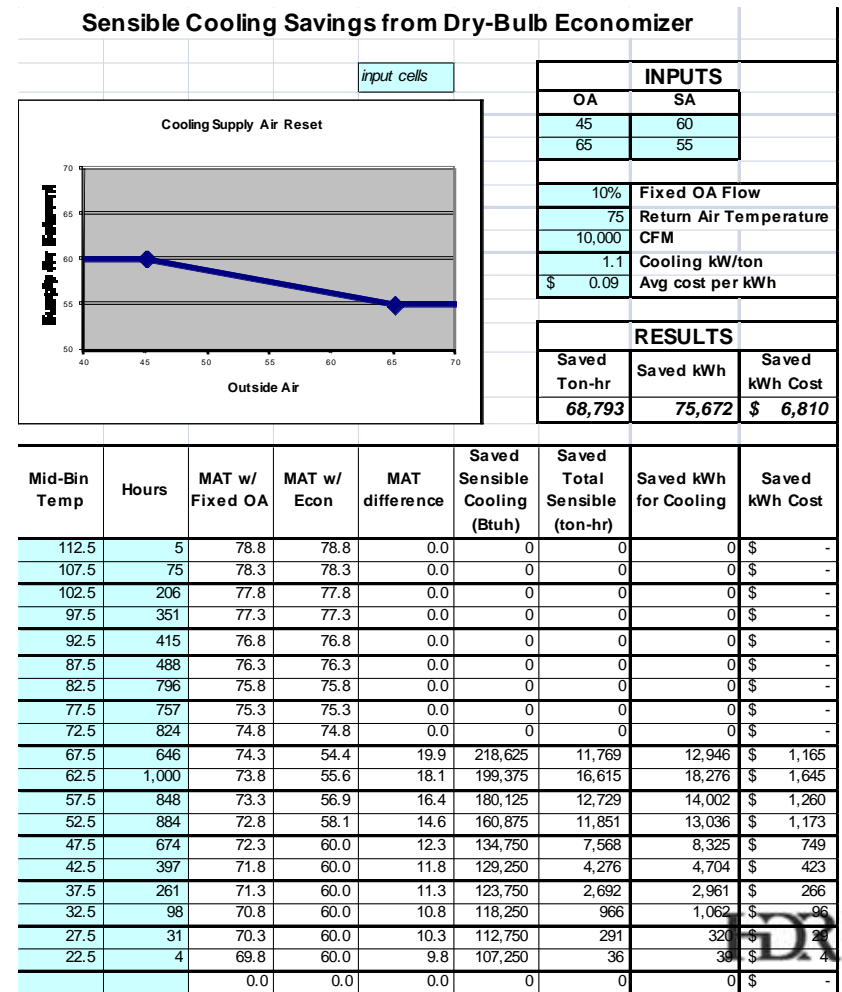 Sensible Cooling Savings from Dry-Bulb Economizer
input cells
INPUTS
OA SA
45 60
65 55
Cooling Supply Air Reset
70
65
60
55
50
40 45 50 55 60 65 70
Outside Air
10% Fixed OA Flow
75 Return Air Temperature
10,000 CFM
1.1 Cooling kW/ton
$ 0.09 Avg cost per kWh
RESULTS
Saved Ton-hr Saved kWh Saved kWh Cost
68,793 75,672 $ 6,810
Mid-Bin Temp Hours MAT w/ Fixed OA MAT w/ Econ MAT difference Saved Sensible Cooling (Btuh) Saved Total Sensible (ton-hr) Saved kWh for Cooling Saved kWh Cost
112.5 5 78.8 78.8 0.0 0 0 0 $ -
107.5 75 78.3 78.3 0.0 0 0 0 $ -
102.5 206 77.8 77.8 0.0 0 0 0 $ -
97.5 351 77.3 77.3 0.0 0 0 0 $ -
92.5 415 76.8 76.8 0.0 0 0 0 $ -
87.5 488 76.3 76.3 0.0 0 0 0 $ -
82.5 796 75.8 75.8 0.0 0 0 0 $ -
77.5 757 75.3 75.3 0.0 0 0 0 $ -
72.5 824 74.8 74.8 0.0 0 0 0 $ -
67.5 646 74.3 54.4 19.9 218,625 11,769 12,946 $ 1,165
62.5 1,000 73.8 55.6 18.1 199,375 16,615 18,276 $ 1,645
57.5 848 73.3 56.9 16.4 180,125 12,729 14,002 $ 1,260
52.5 884 72.8 58.1 14.6 160,875 11,851 13,036 $ 1,173
47.5 674 72.3 60.0 12.3 134,750 7,568 8,325 $ 749
42.5 397 71.8 60.0 11.8 129,250 4,276 4,704 $ 423
37.5 261 71.3 60.0 11.3 123,750 2,692 2,961 $ 266
32.5 98 70.8 60.0 10.8 118,250 966 1,062 $ 96
27.5 31 70.3 60.0 10.3 112,750 291 320 $ 29
22.5 4 69.8 60.0 9.8 107,250 36 39 $ 4
0.0 0.0 0.0 0 0 0 $ -
HDR